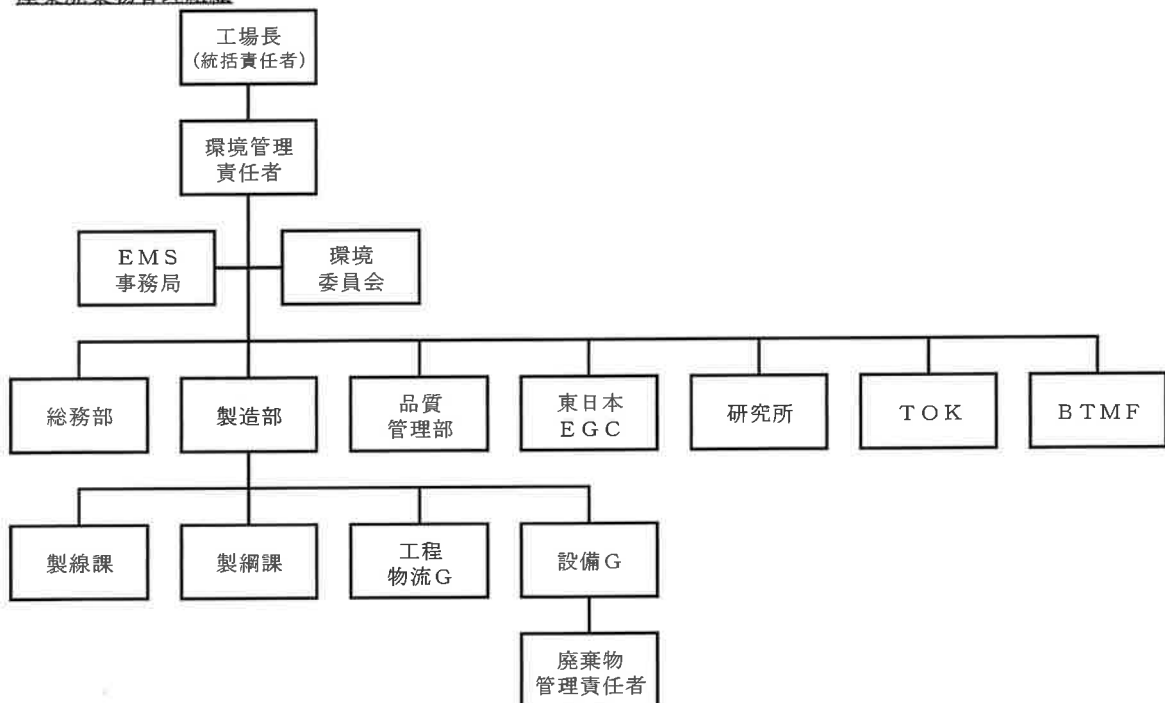 工場長
(統括責任者)
環境管理
責任者
EMS
事務局
環境
委員会
総務部
製造部
品質
管理部
東日本
EGC
研究所
TOK
BTMF
製線課
製綱課
工程
物流G
設備G
廃棄物
管理責任者